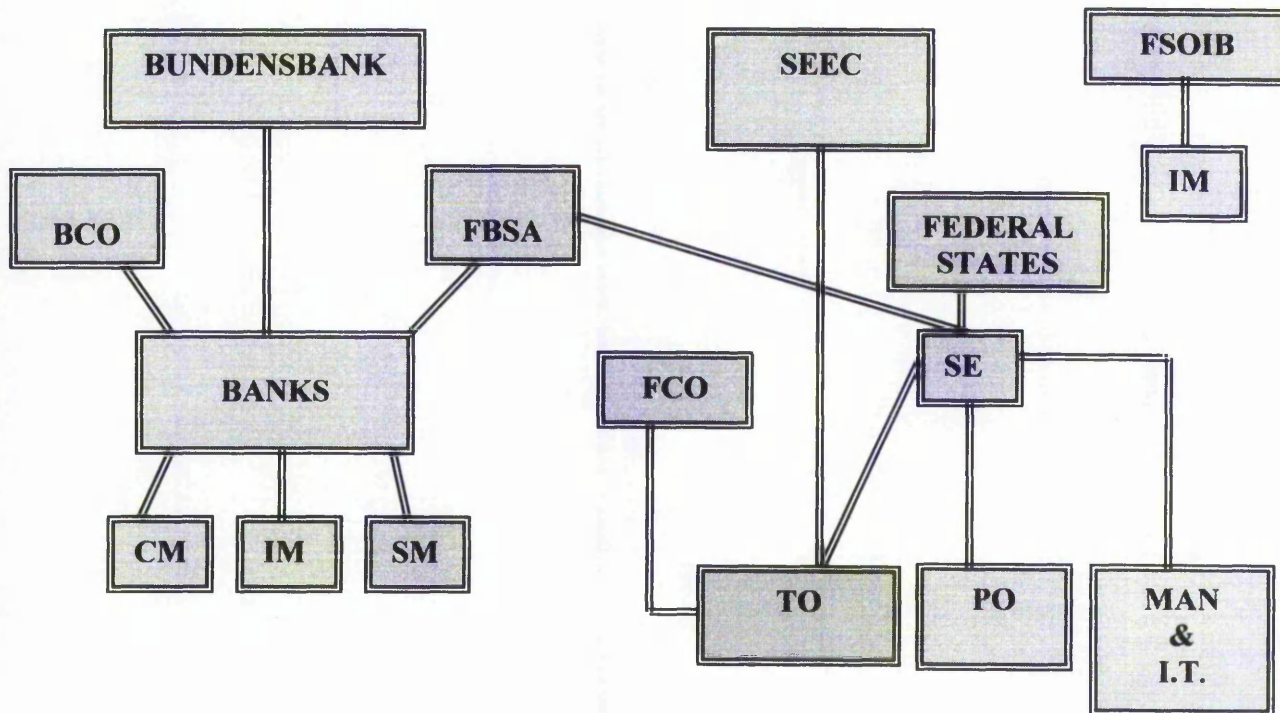 BUNDENSBANK
SEEC
FSOIB
BCO
FBSA
IM
FEDERAL
STATES
BANKS
FCO
SE
CM
IM
SM
TO
PO
MAN
&
I.T.